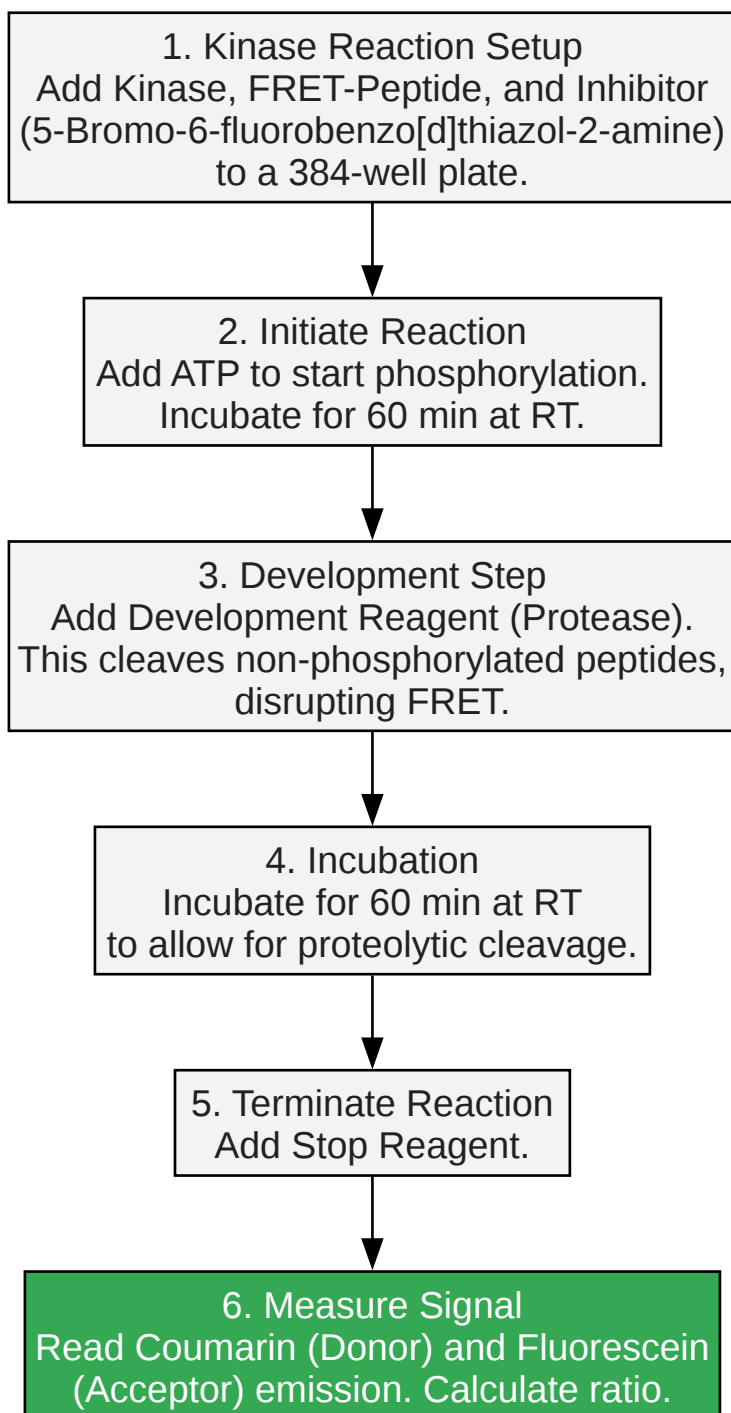 1. Kinase Reaction Setup
Add Kinase, FRET-Peptide, and Inhibitor
(5-Bromo-6-fluorobenzo[d]thiazol-2-amine)
to a 384-well plate.
2. Initiate Reaction
Add ATP to start phosphorylation.
Incubate for 60 min at RT.
3. Development Step
Add Development Reagent (Protease).
This cleaves non-phosphorylated peptides,
disrupting FRET.
4. Incubation
Incubate for 60 min at RT
to allow for proteolytic cleavage.
5. Terminate Reaction
Add Stop Reagent.
6. Measure Signal
Read Coumarin (Donor) and Fluorescein
(Acceptor) emission. Calculate ratio.